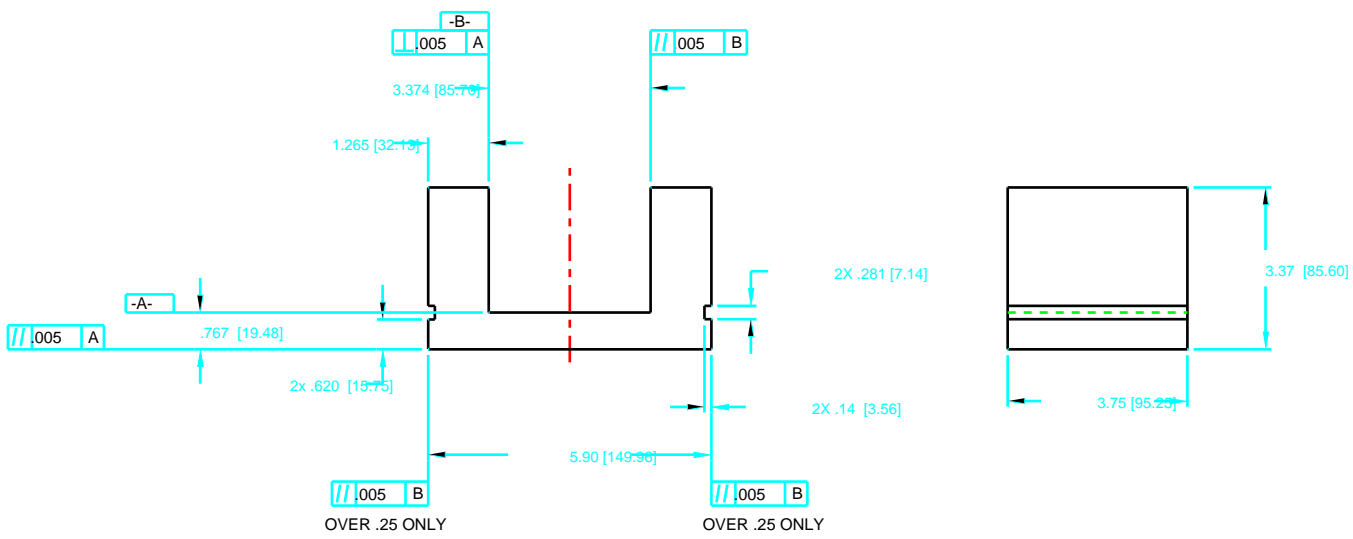 -B-
.005 A
// .005 B
3.374 [85.70]
1.265 [32.13]
2X .281 [7.14]
3.37 [85.60]
-A-
.767 [19.48]
// .005 A
2x .620 [15.75]
2X .14 [3.56]
3.75 [95.25]
5.90 [149.96]
// .005 B
// .005 B
OVER .25 ONLY
OVER .25 ONLY